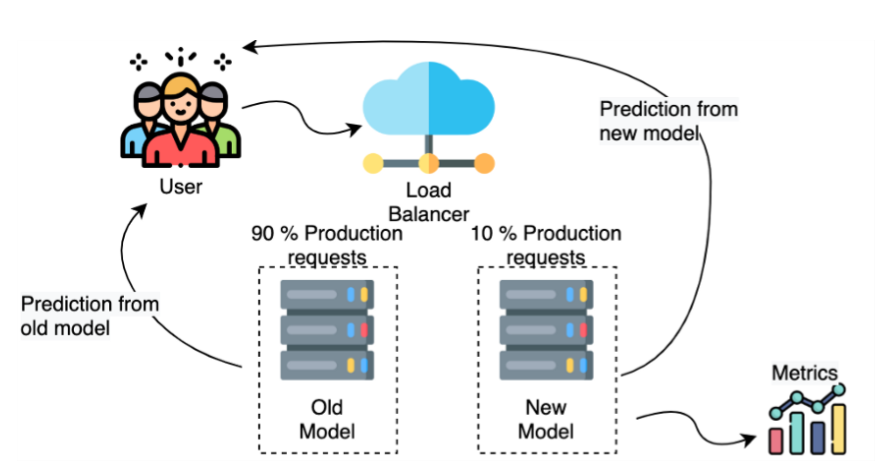 Prediction from
new model
User
Load
Balancer
90 % Production
requests
10 % Production
requests
Prediction from
old model
Old
Model
New
Model
Metrics